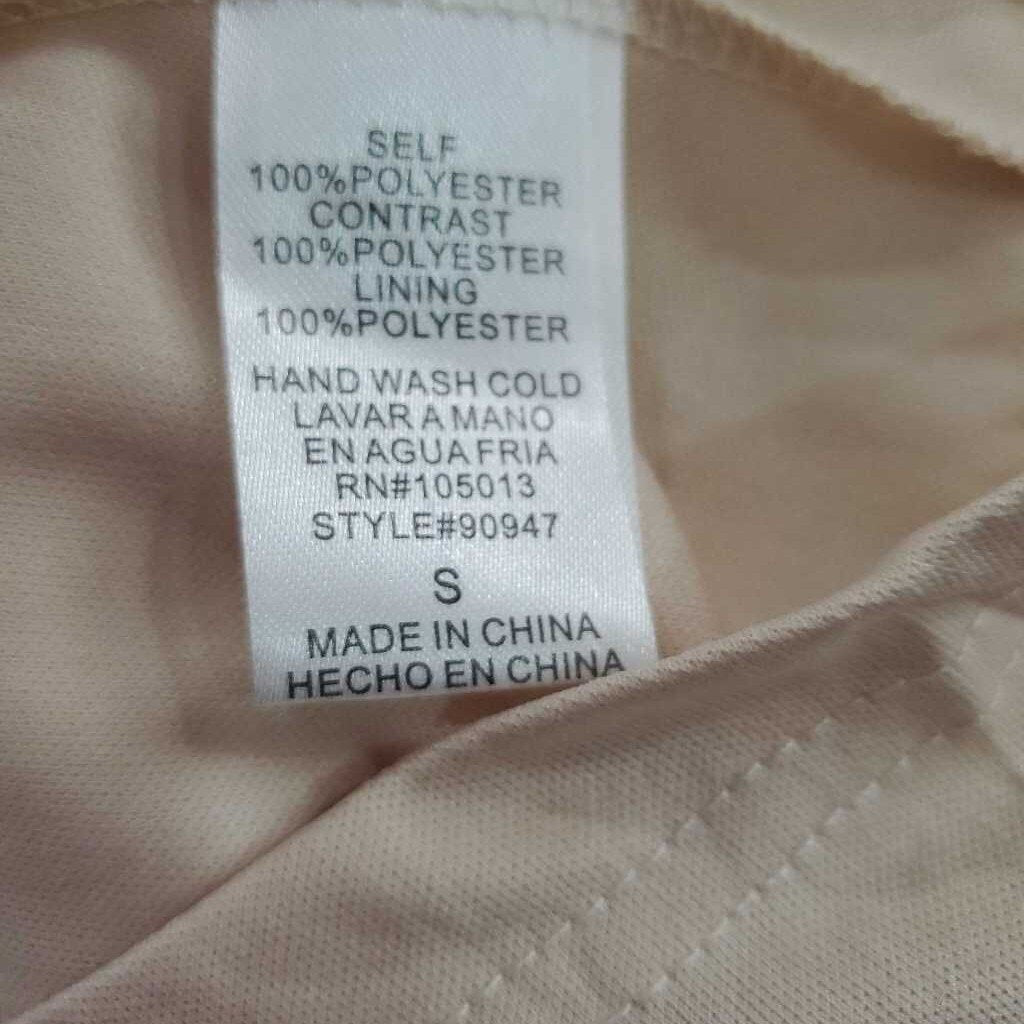 SELF
100%POLYESTER
CONTRAST
100%POLYESTER
LINING
100%POLYESTER
HAND WASH COLD
LAVAR A MANO
EN AGUA FRIA
RN#105013
STYLE#90947
S
MADE IN CHINA
HECHO EN CHINA